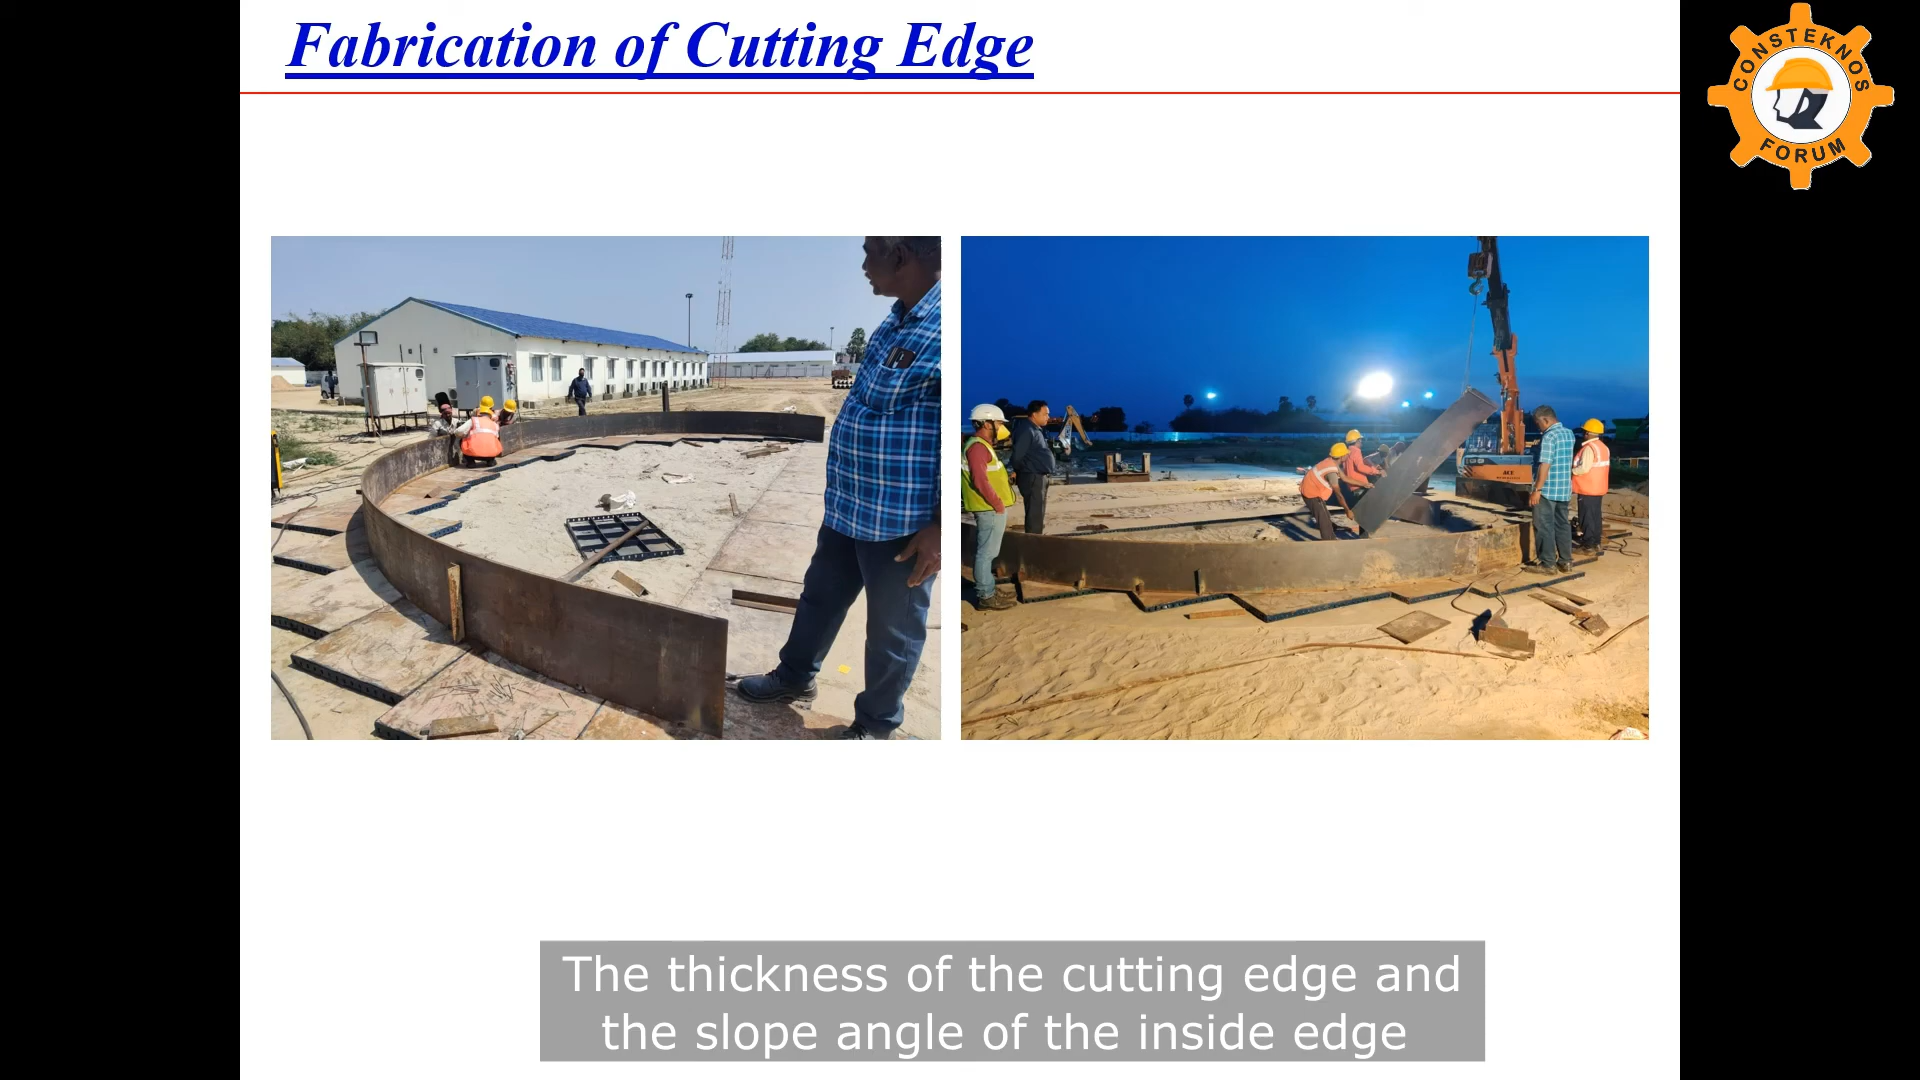 Fabrication of Cutting Edge
CONSTEKNOS
FORUM
ACE
The thickness of the cutting edge and
the slope angle of the inside edge